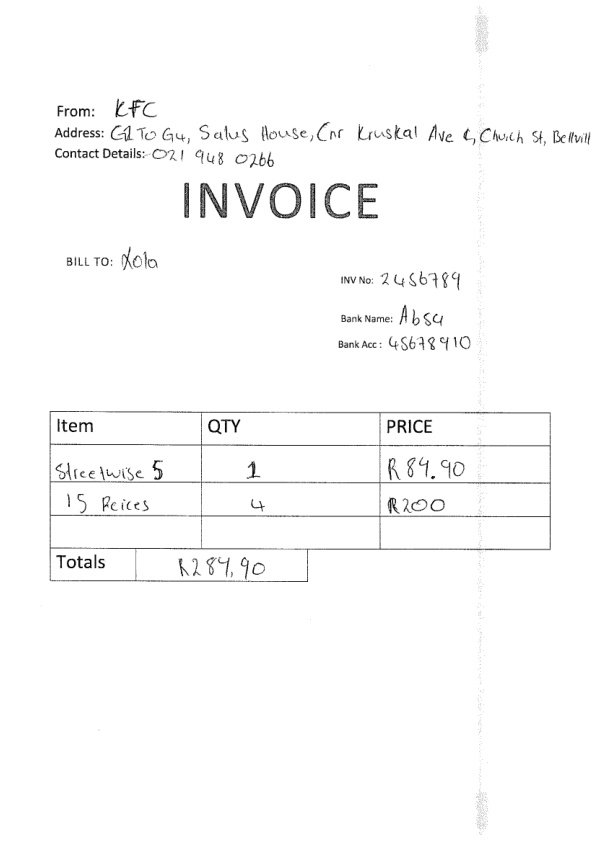 From: KFC
Address: G1 To G4, Salus House, Cnr Kruskal Ave &, Church St, Bellvill
Contact Details: 021 948 0266
INVOICE
BILL TO: Xola
INV No: 2456789
Bank Name: Absa
Bank Acc: 45678910
Item QTY PRICE
Streetwise 5 1 R84.90
15 Peices 4 R200
Totals R284,90